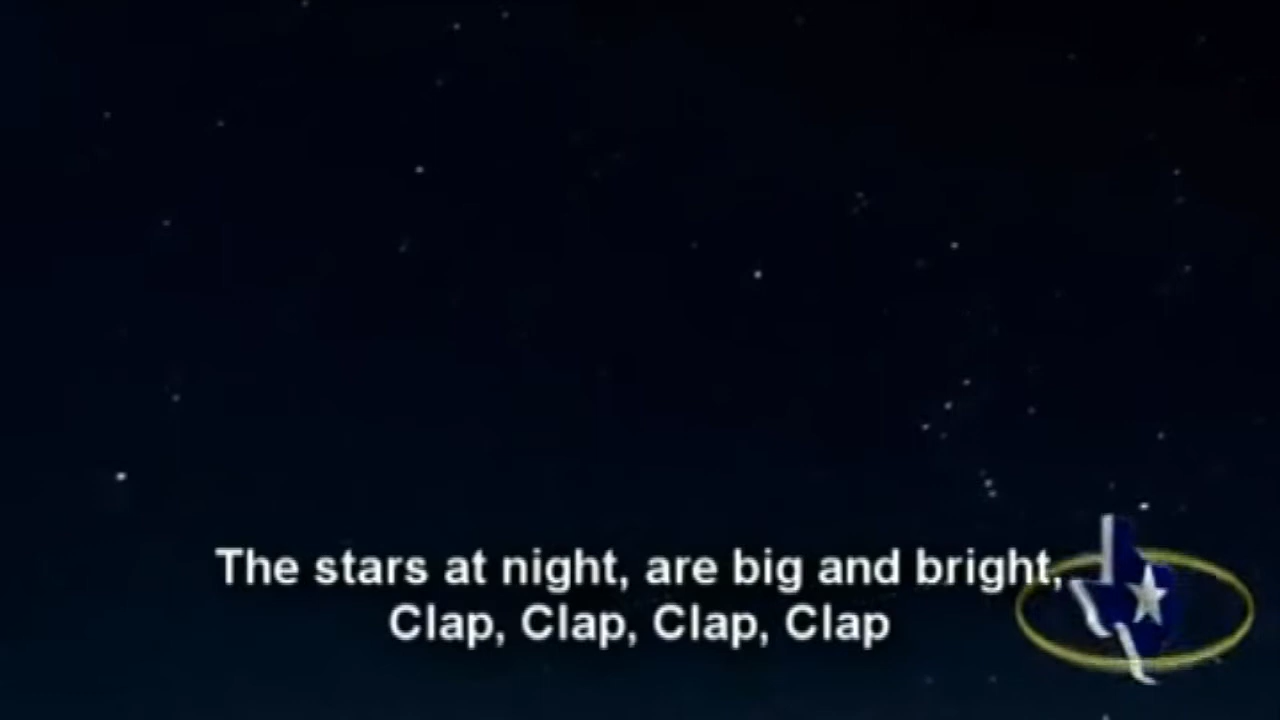 The stars at night, are big and bright,
Clap, Clap, Clap, Clap